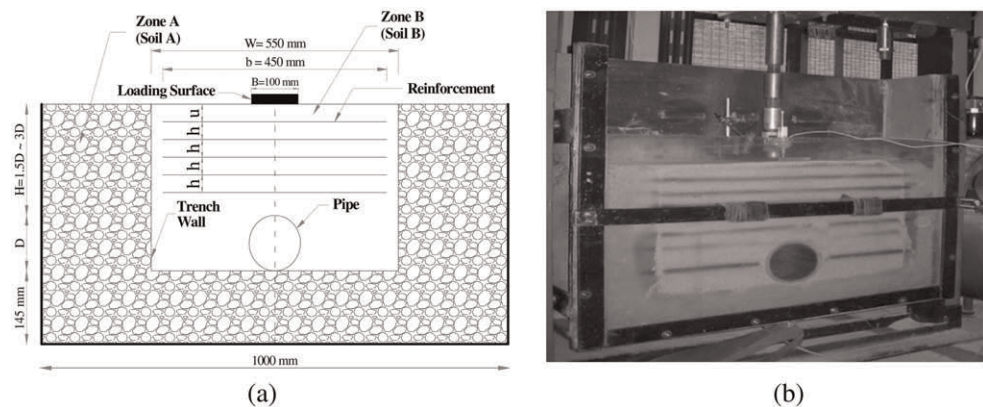 Zone A
(Soil A)
Zone B
(Soil B)
W= 550 mm
b = 450 mm
B=100 mm
Loading Surface
Reinforcement
u
h
h
h
h
H=1.5D ~ 3D
Trench
Wall
Pipe
D
145 mm
1000 mm
(a)
(b)